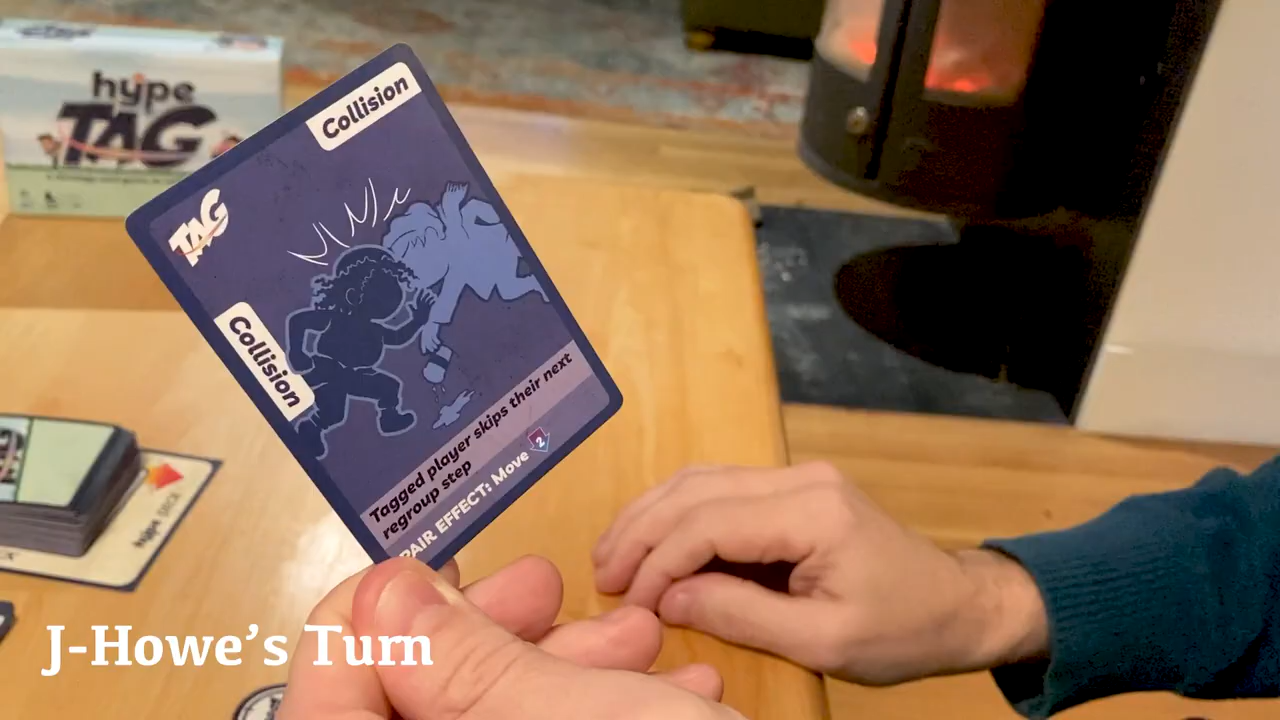 hype
TAG
Collision
TAG
Collision
Tagged player skips their next
regroup step
PAIR EFFECT: Move 2
hype DECK
J-Howe’s Turn